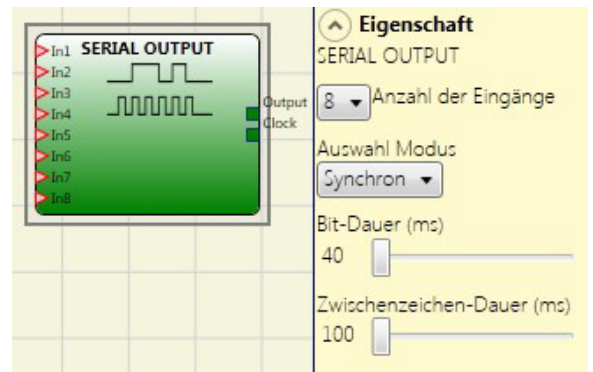 SERIAL OUTPUT
In1
In2
In3
In4
In5
In6
In7
In8
Output
Clock
Eigenschaft
SERIAL OUTPUT
8 Anzahl der Eingänge
Auswahl Modus
Synchron
Bit-Dauer (ms)
40
Zwischenzeichen-Dauer (ms)
100